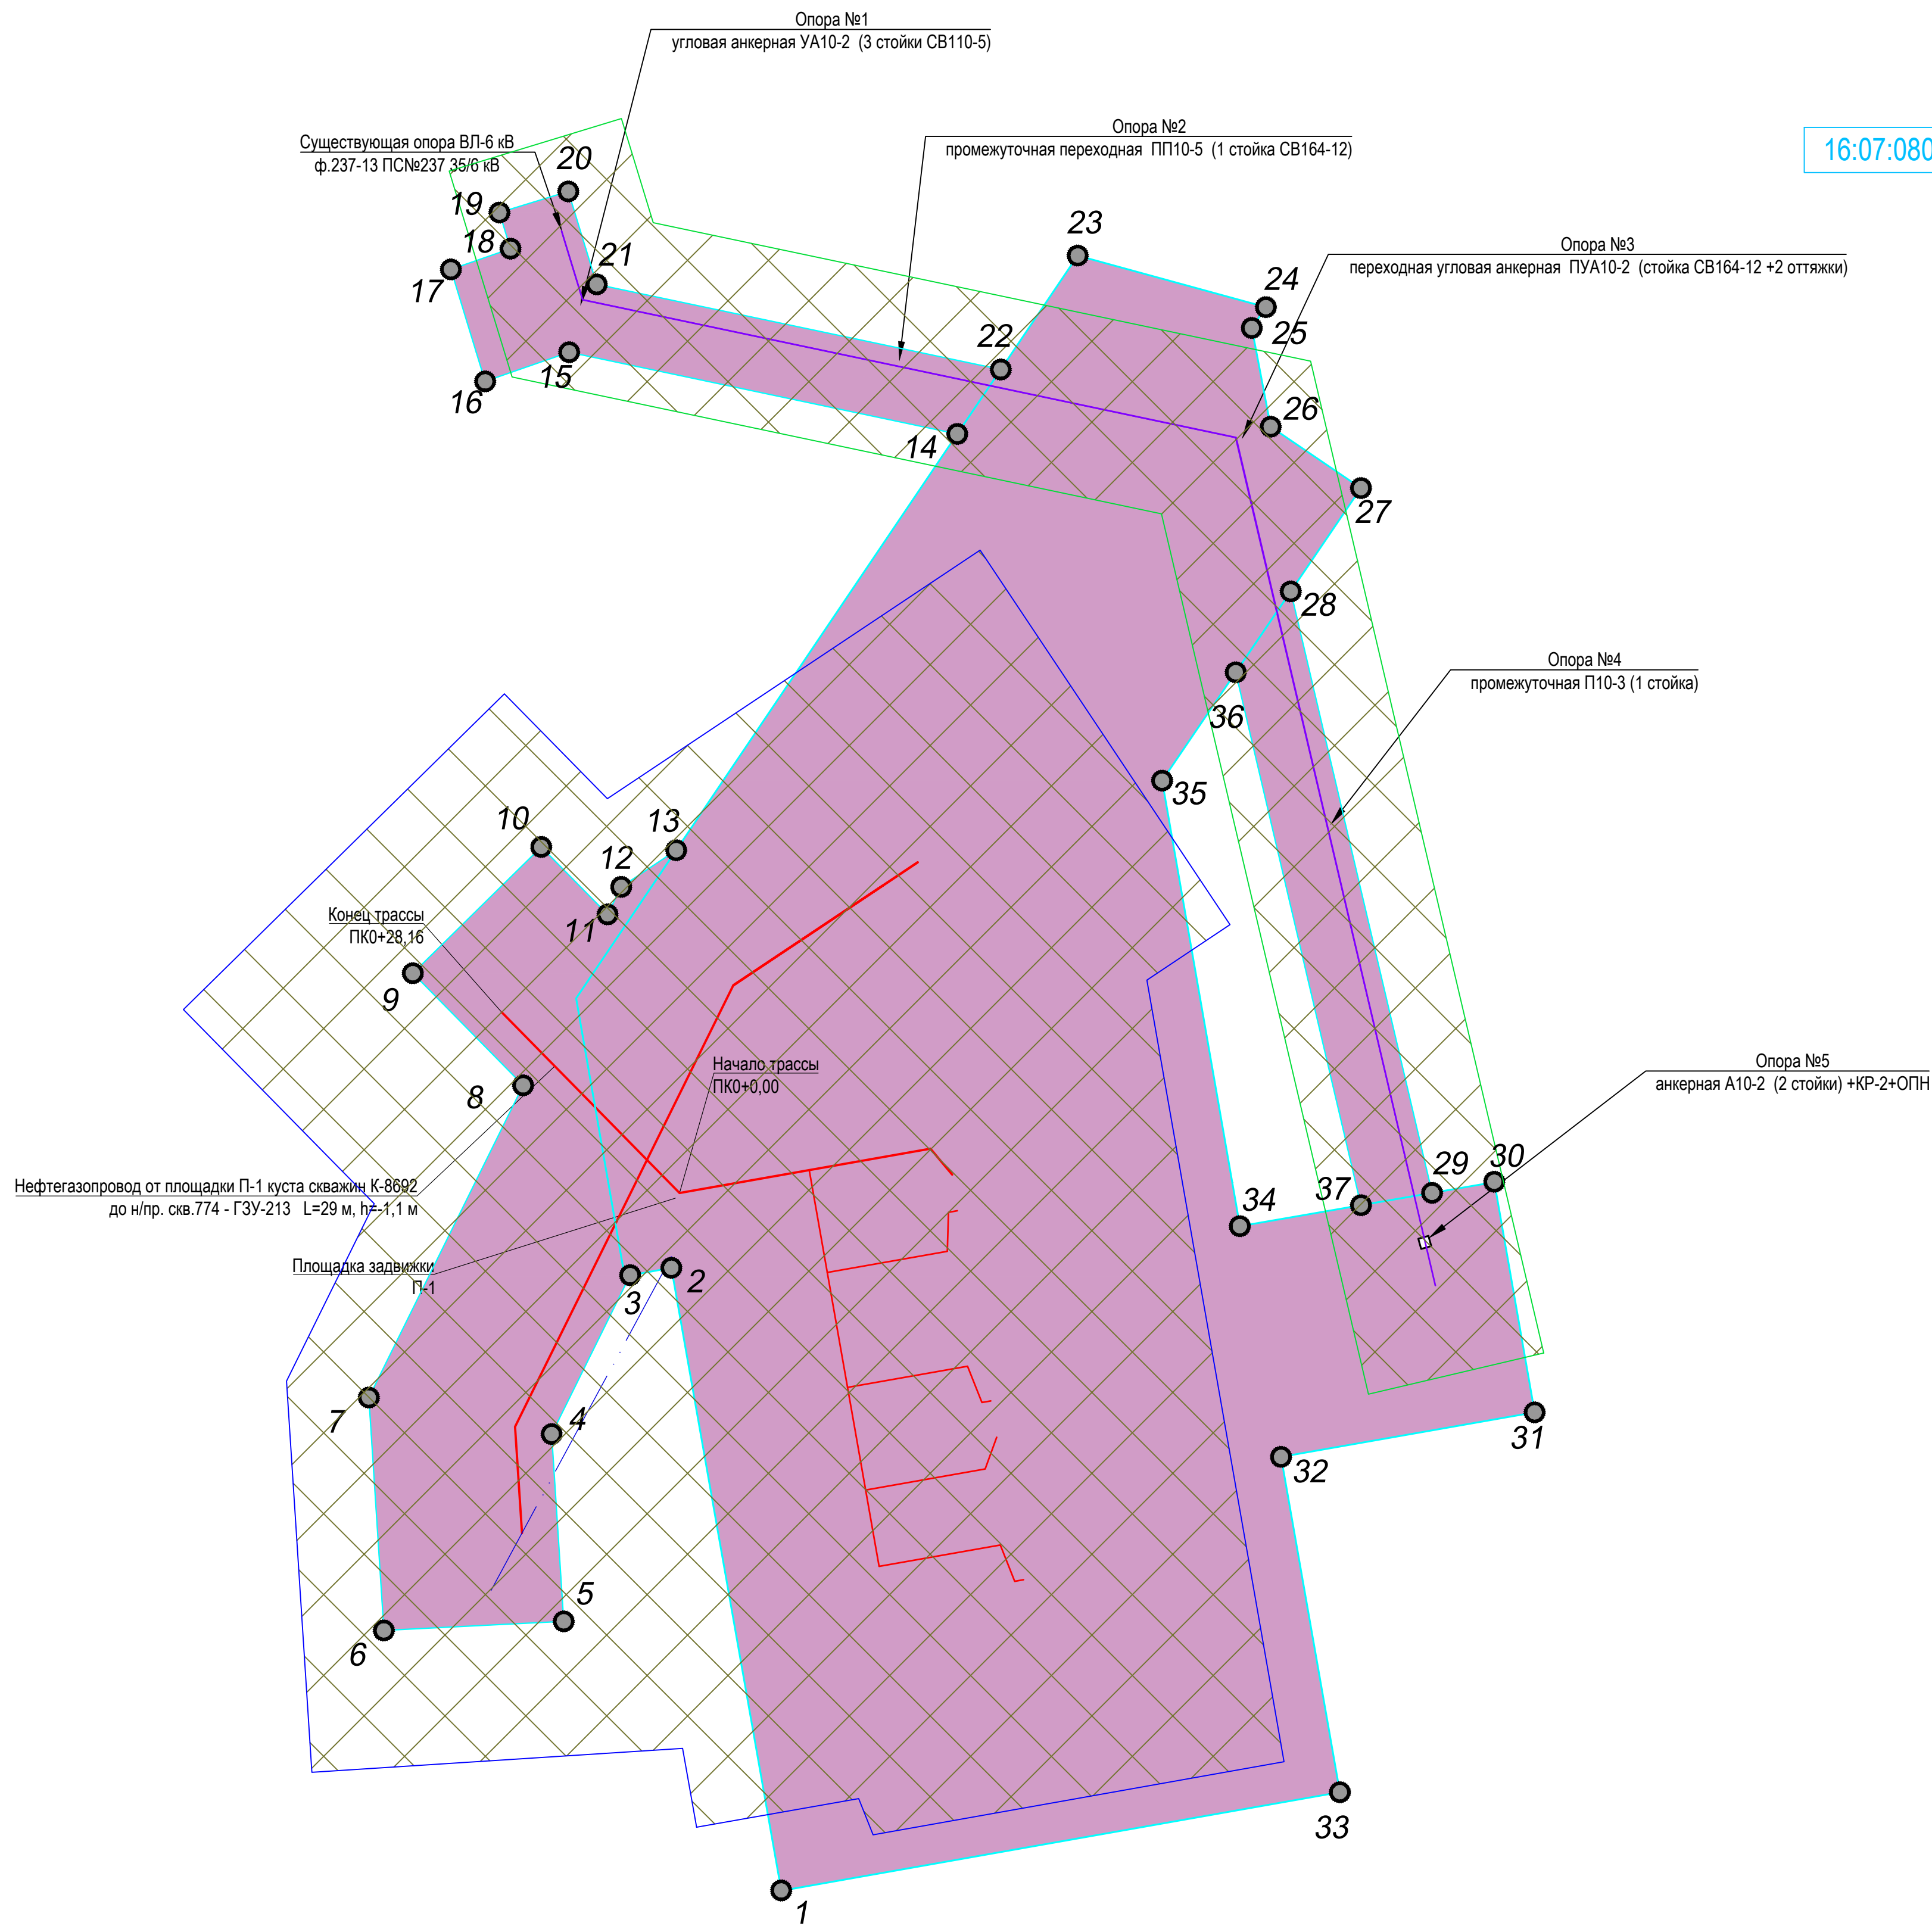 Опора №1
угловая анкерная УА10-2 (3 стойки СВ110-5)
Опора №2
промежуточная переходная ПП10-5 (1 стойка СВ164-12)
16:07:080
Существующая опора ВЛ-6 кВ
ф.237-13 ПС№237 35/6 кВ
20
19
18
17
21
23
Опора №3
переходная угловая анкерная ПУА10-2 (стойка СВ164-12 +2 оттяжки)
24
25
22
15
16
14
26
27
28
Опора №4
промежуточная П10-3 (1 стойка)
36
35
10
13
12
11
Конец трассы
ПК0+28,16
9
8
Начало трассы
ПК0+0,00
Опора №5
анкерная А10-2 (2 стойки) +КР-2+ОПН
30
29
37
34
Нефтегазопровод от площадки П-1 куста скважин К-8692
до н/пр. скв.774 - ГЗУ-213 L=29 м, h=-1,1 м
Площадка задвижки
П-1
2
3
7
4
31
32
5
6
33
1